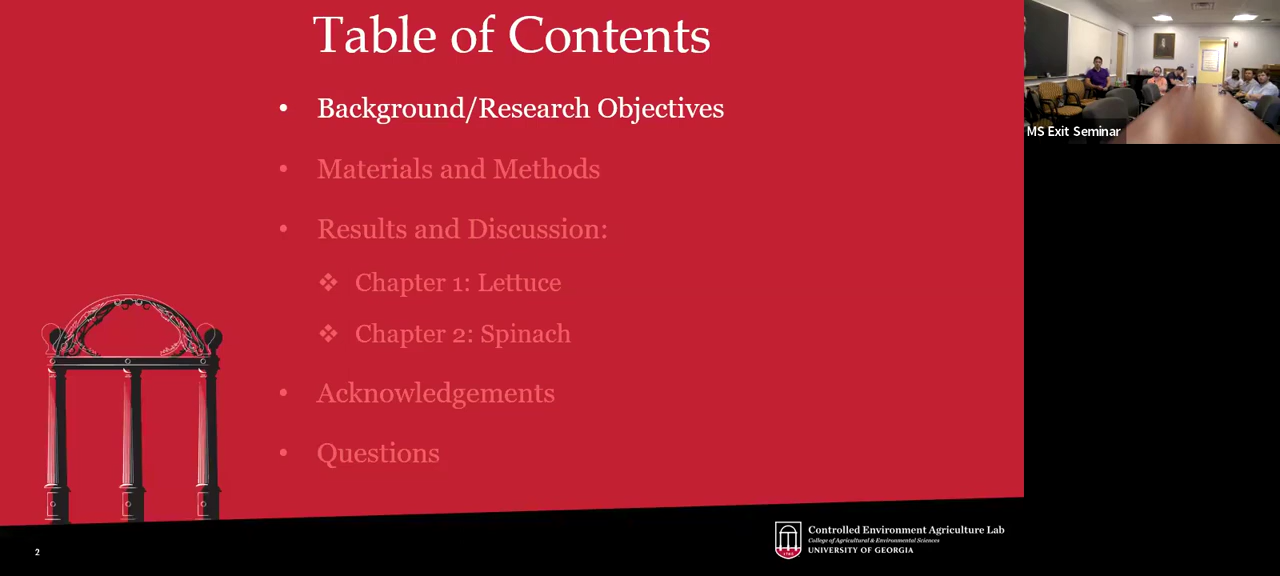 Table of Contents
• Background/Research Objectives
• Materials and Methods
• Results and Discussion:
❖ Chapter 1: Lettuce
❖ Chapter 2: Spinach
• Acknowledgements
• Questions
2
Controlled Environment Agriculture Lab
College of Agricultural & Environmental Sciences
UNIVERSITY OF GEORGIA
MS Exit Seminar